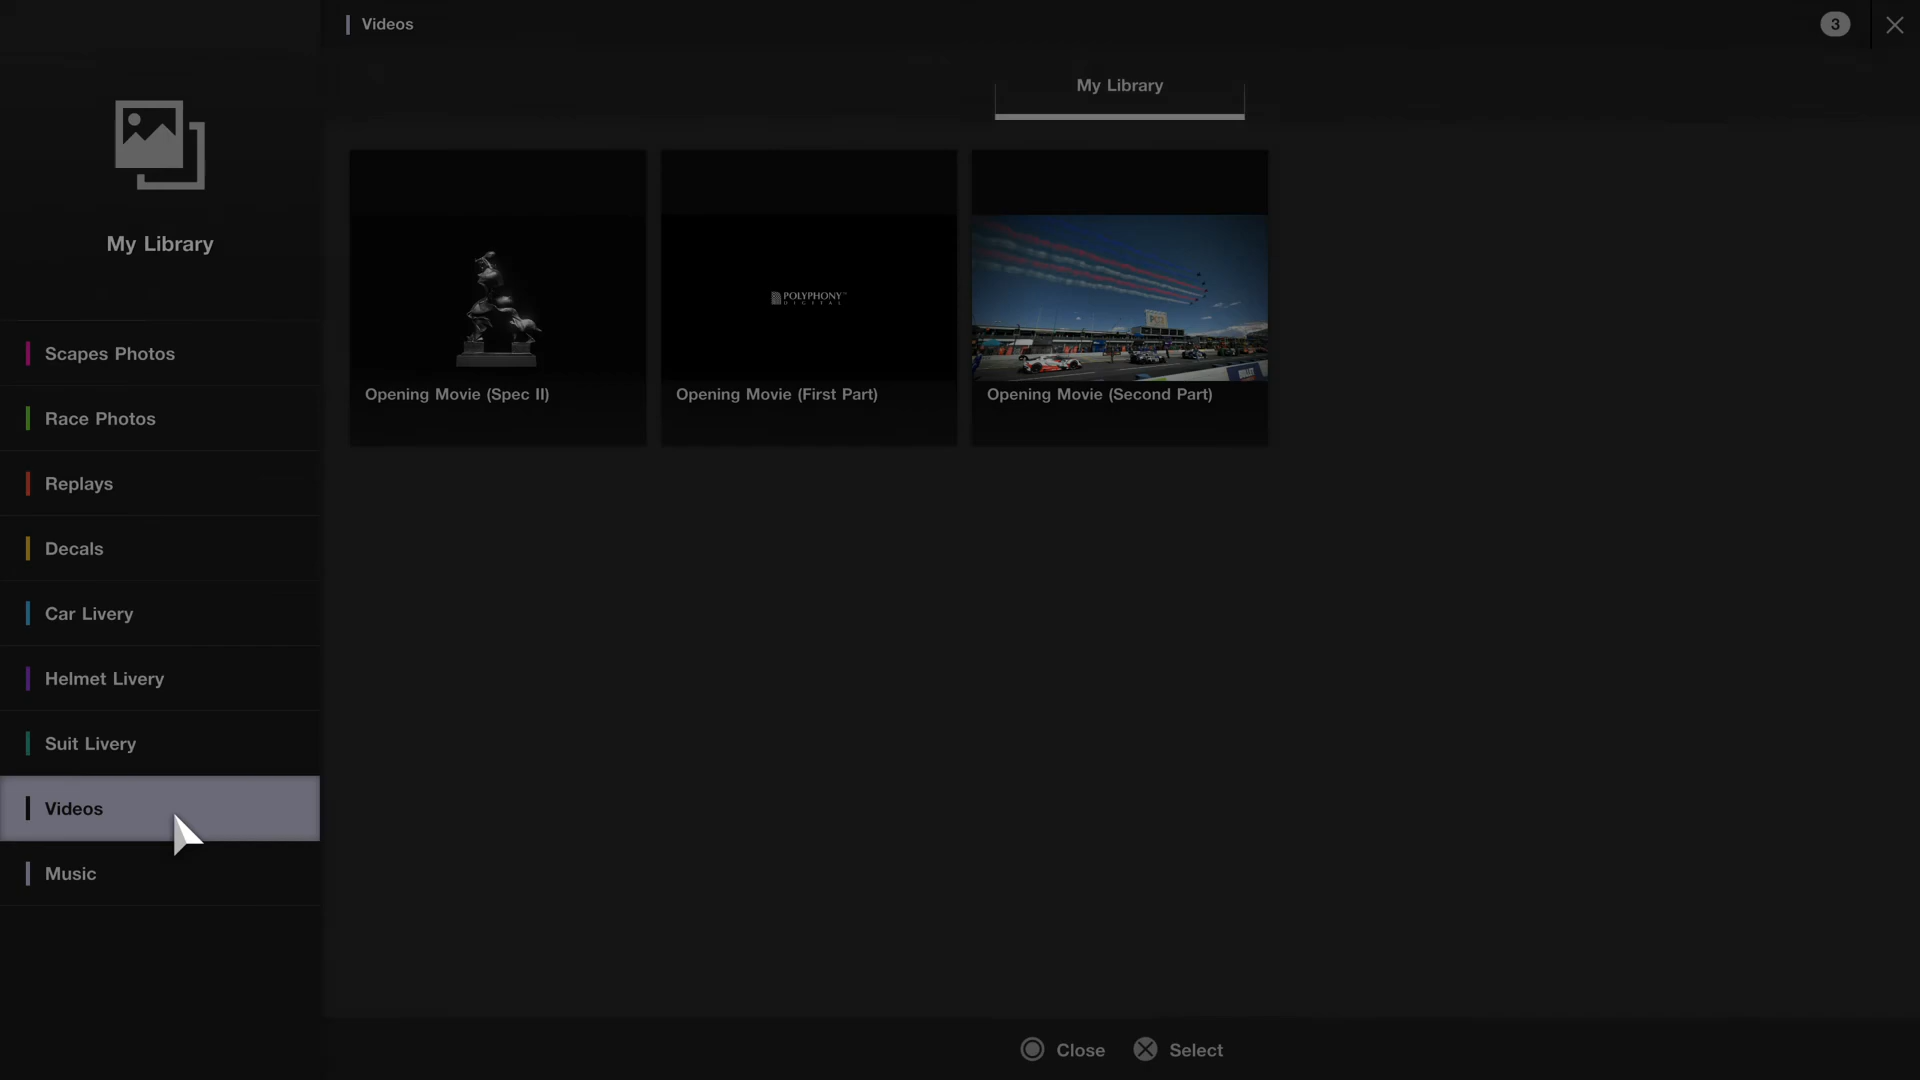 Videos
3
My Library
My Library
Scapes Photos
Race Photos
Replays
Decals
Car Livery
Helmet Livery
Suit Livery
Videos
Music
POLYPHONY
DIGITAL
Opening Movie (Spec II)
Opening Movie (First Part)
Opening Movie (Second Part)
Close
Select